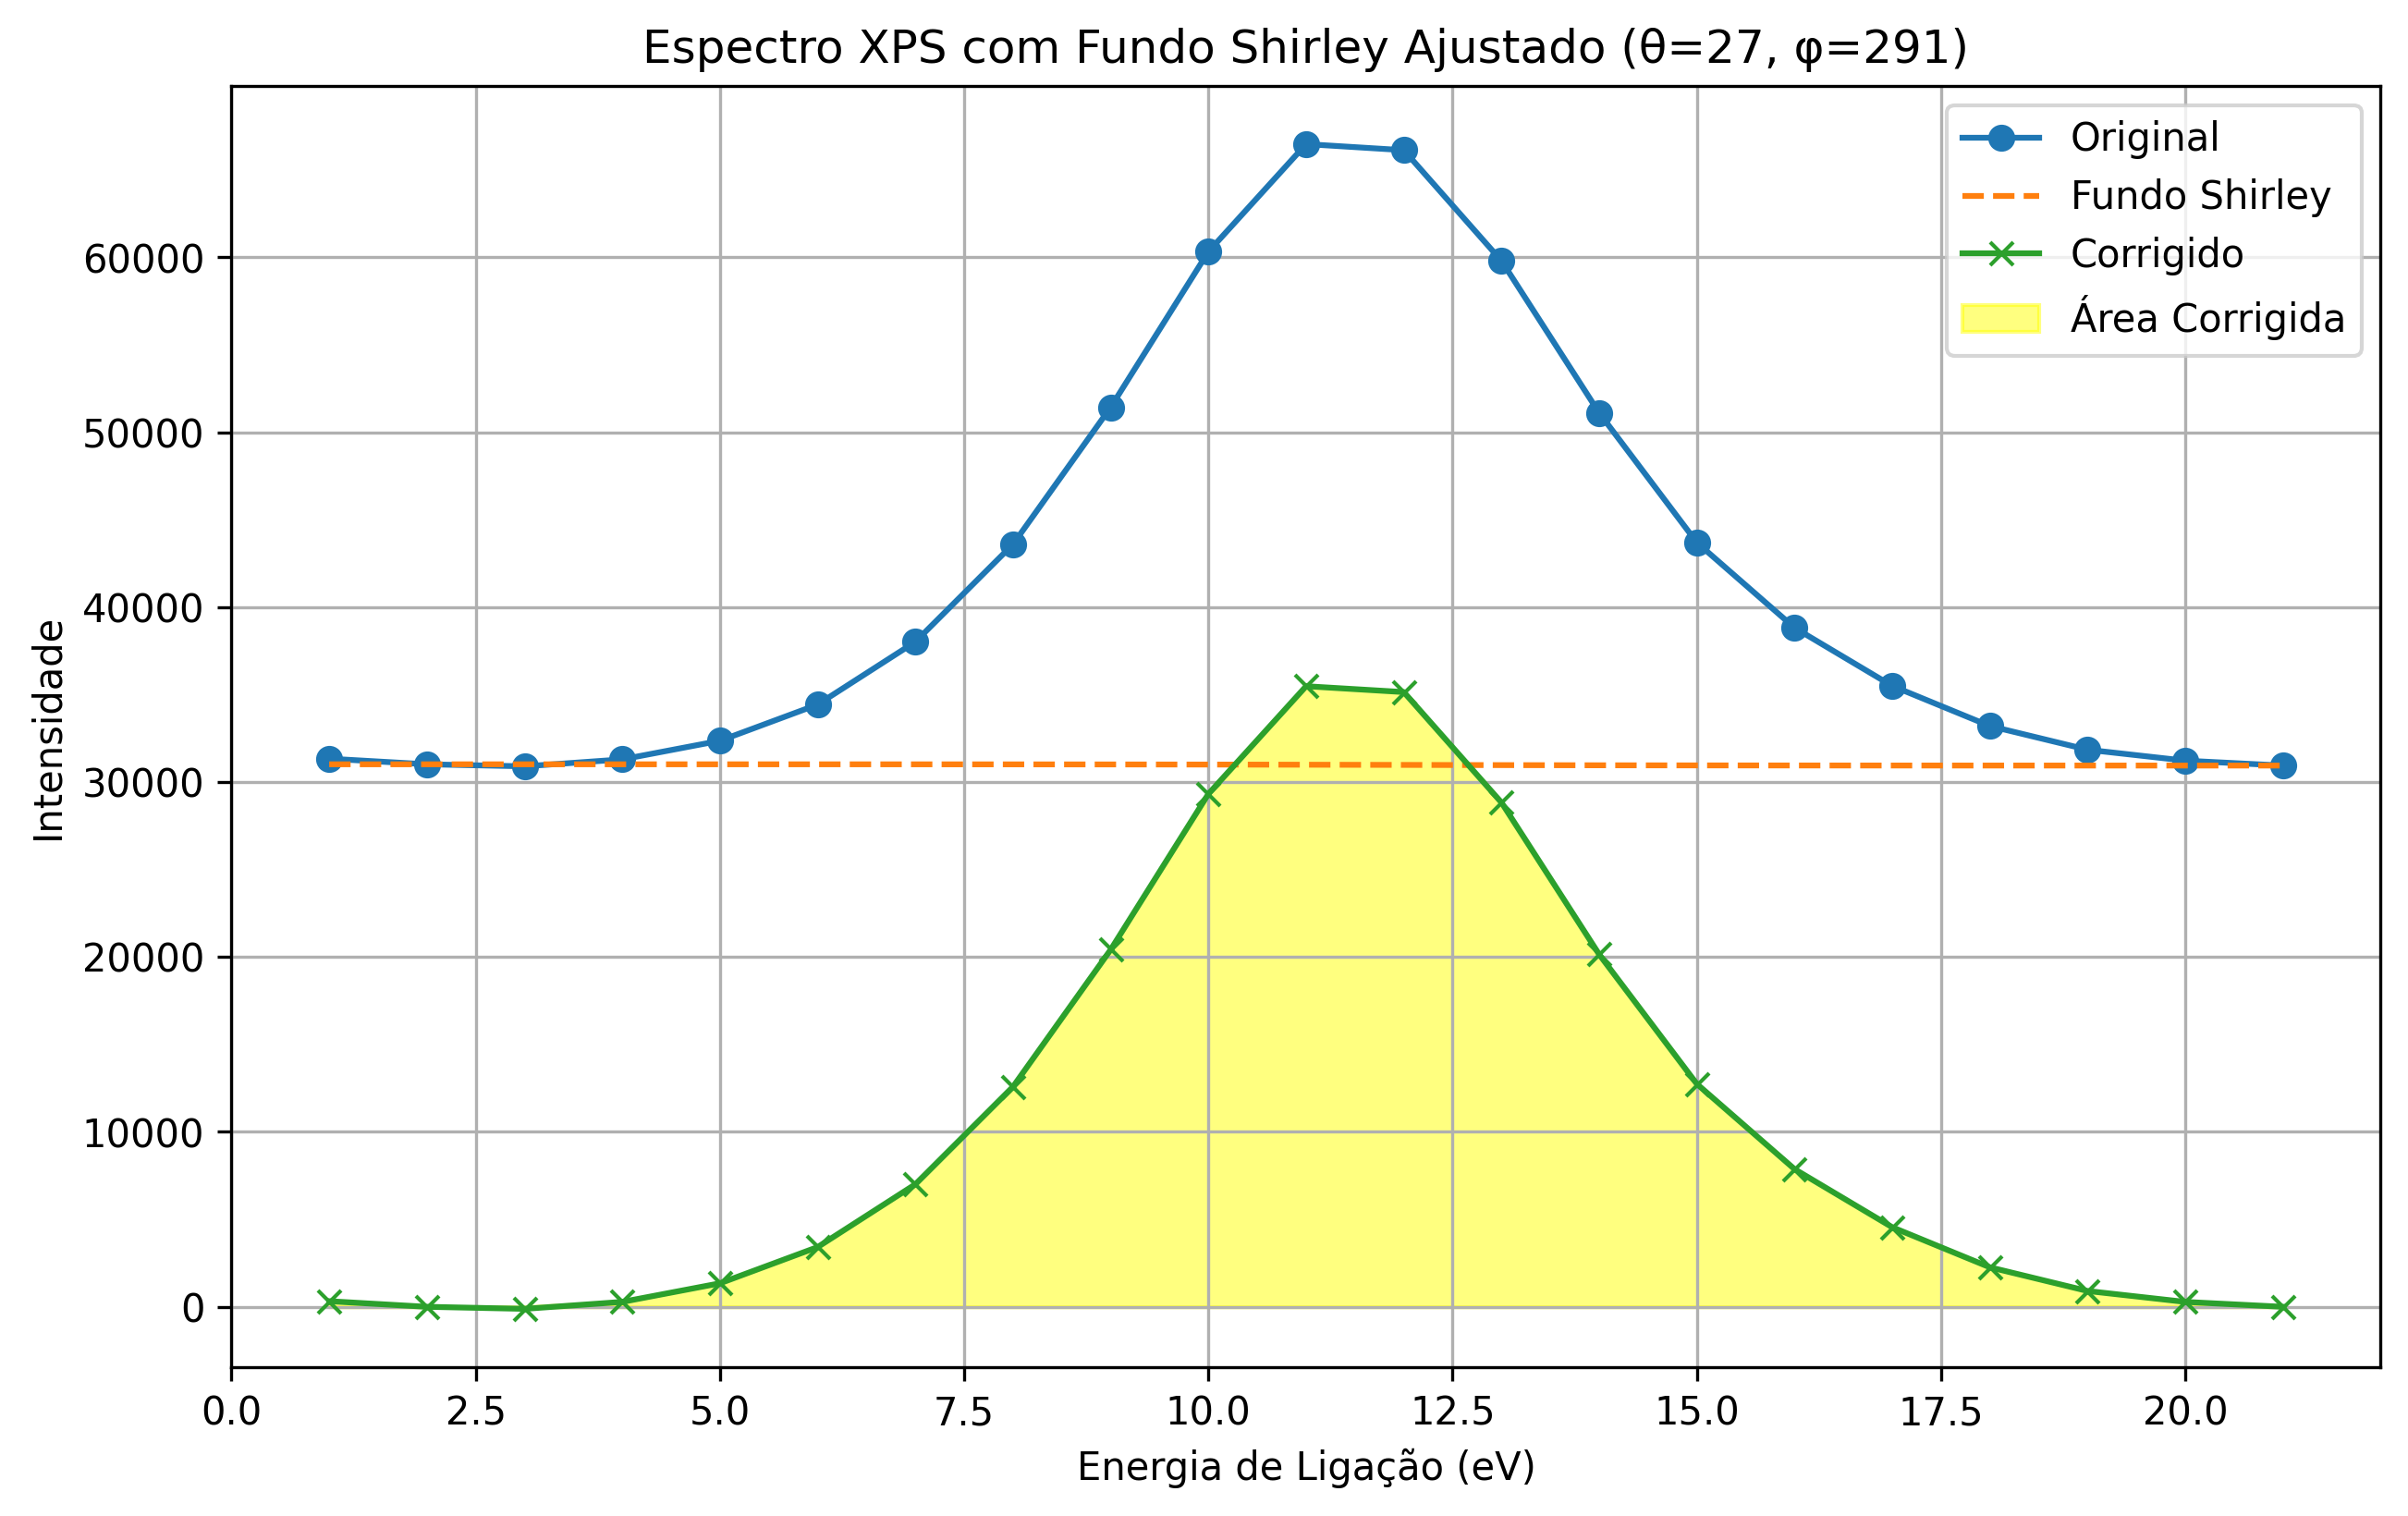 Espectro XPS com Fundo Shirley Ajustado (θ=27, φ=291)
Original
Fundo Shirley
Corrigido
Área Corrigida
Intensidade
60000
50000
40000
30000
20000
10000
0
0.0 2.5 5.0 7.5 10.0 12.5 15.0 17.5 20.0
Energia de Ligação (eV)